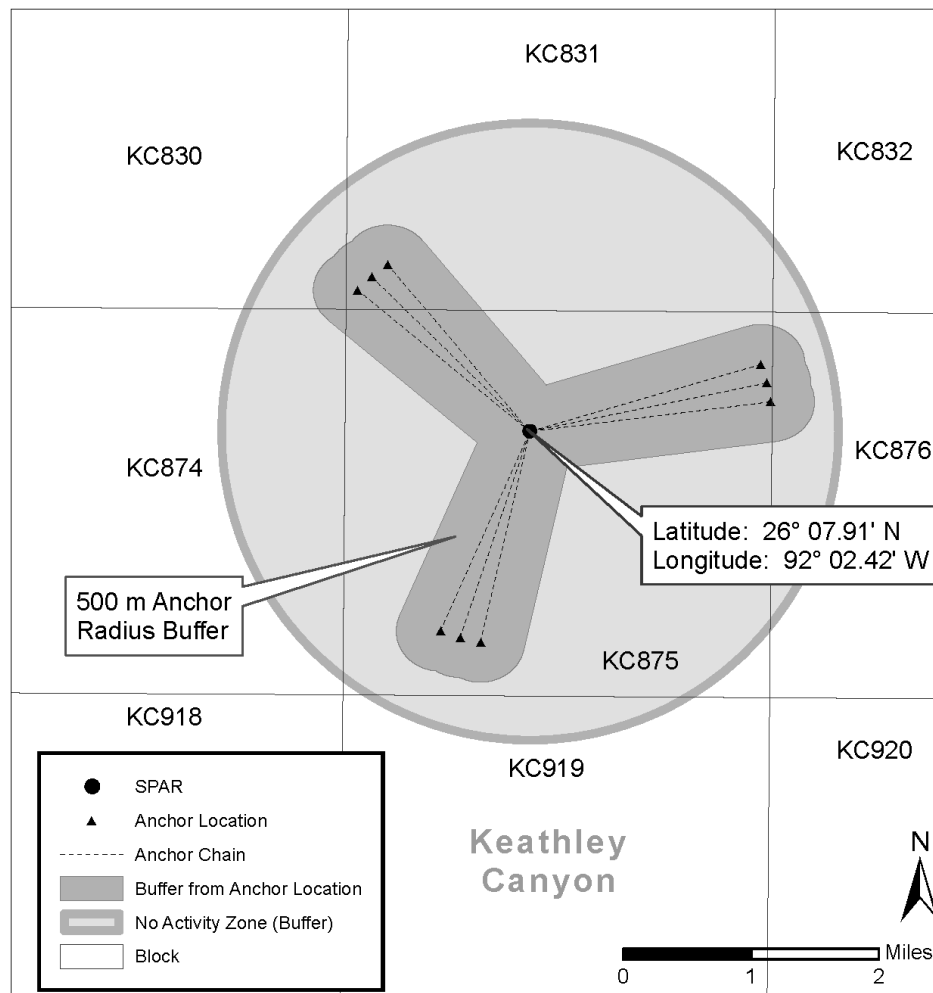 KC831
KC830
KC832
KC874
KC876
Latitude:  26° 07.91' N
Longitude:  92° 02.42' W
500 m Anchor
Radius Buffer
KC875
KC918
KC920
KC919
SPAR
Anchor Location
Anchor Chain
Buffer from Anchor Location
No Activity Zone (Buffer)
Block
Keathley
Canyon
N
Miles
0 1 2